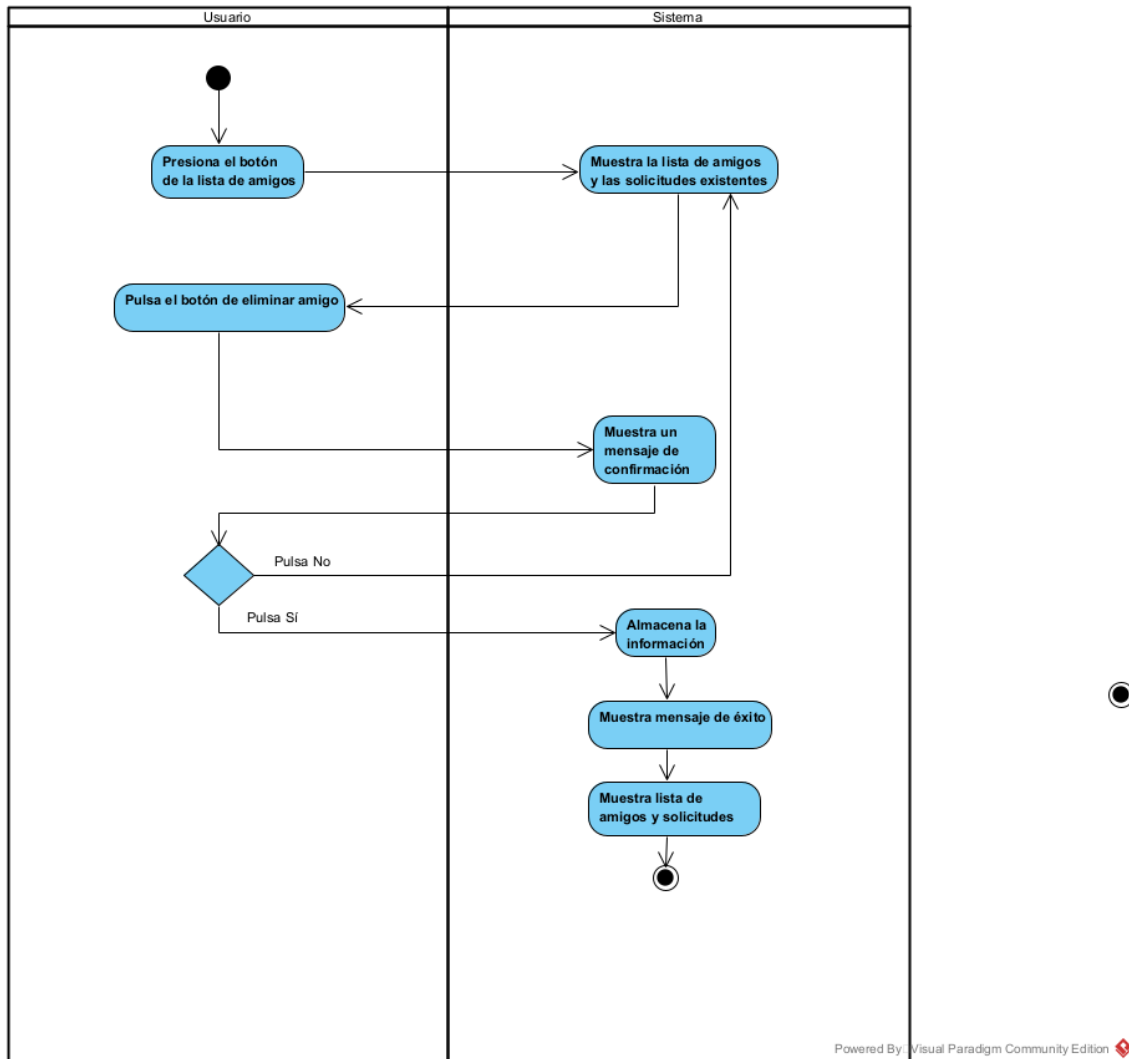 Usuario
Sistema
Presiona el botón
de la lista de amigos
Muestra la lista de amigos
y las solicitudes existentes
Pulsa el botón de eliminar amigo
Muestra un
mensaje de
confirmación
Pulsa No
Pulsa Sí
Almacena la
información
Muestra mensaje de éxito
Muestra lista de
amigos y solicitudes
Powered By Visual Paradigm Community Edition